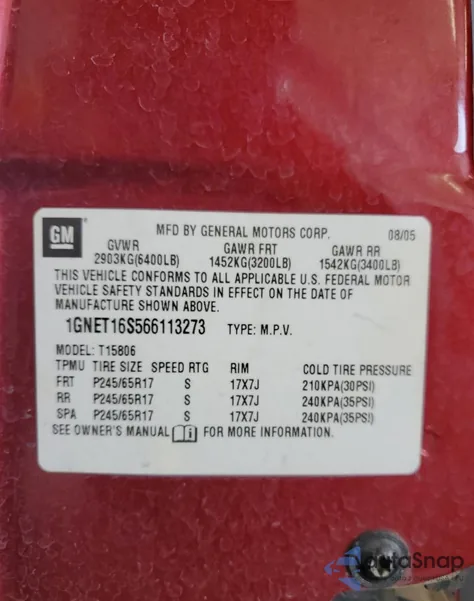 GM MFD BY GENERAL MOTORS CORP. 08/05
GVWR GAWR FRT GAWR RR
2903KG(6400LB) 1452KG(3200LB) 1542KG(3400LB)
THIS VEHICLE CONFORMS TO ALL APPLICABLE U.S. FEDERAL MOTOR
VEHICLE SAFETY STANDARDS IN EFFECT ON THE DATE OF
MANUFACTURE SHOWN ABOVE.
1GNET16S566113273 TYPE: M.P.V.
MODEL: T15806
TPMU TIRE SIZE SPEED RTG RIM COLD TIRE PRESSURE
FRT P245/65R17 S 17X7J 210KPA(30PSI)
RR P245/65R17 S 17X7J 240KPA(35PSI)
SPA P245/65R17 S 17X7J 240KPA(35PSI)
SEE OWNER'S MANUAL i FOR MORE INFORMATION.
dataSnap